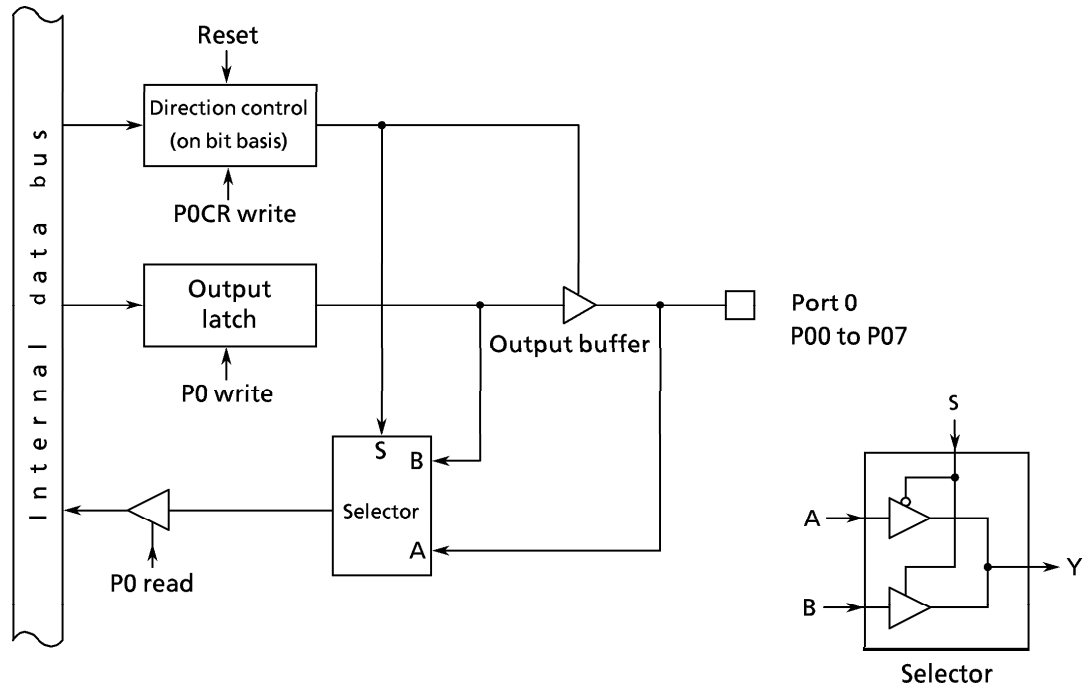 Reset
Direction control
(on bit basis)
P0CR write
Internal data bus
Output
latch
Output buffer
Port 0
P00 to P07
P0 write
S
B
Selector
A
P0 read
S
A
B
Y
Selector